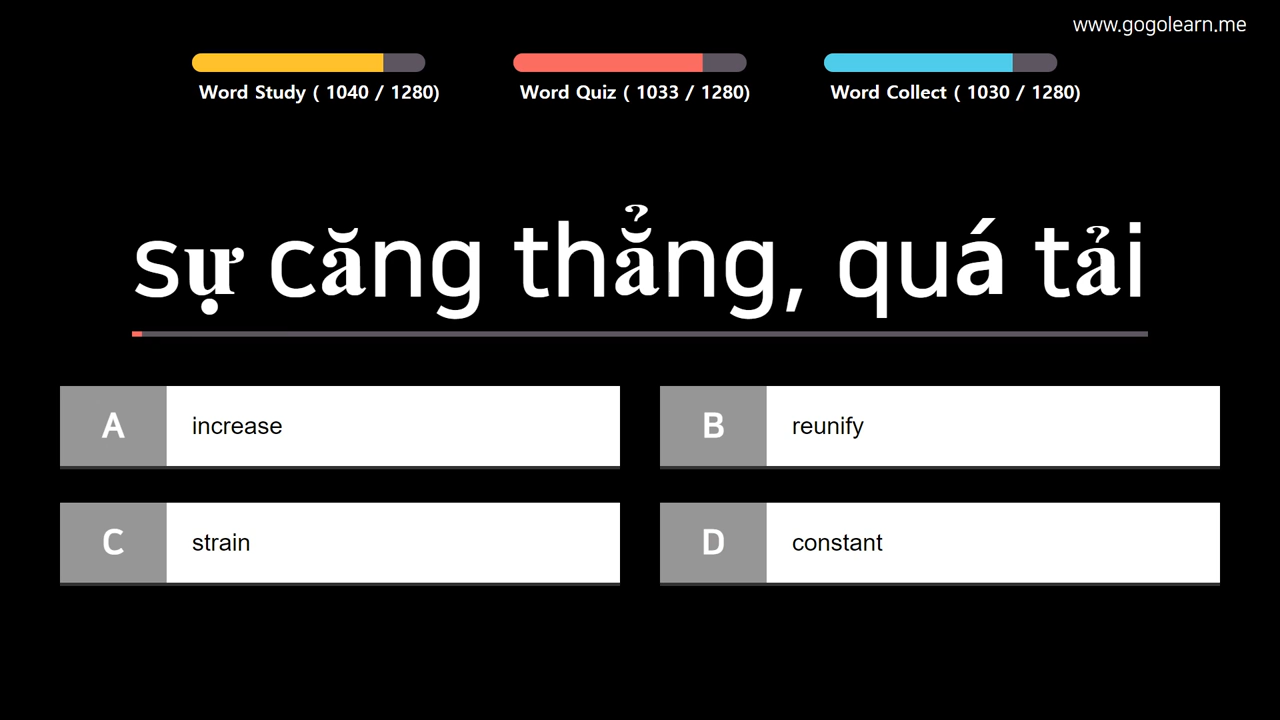 www.gogolearn.me
Word Study ( 1040 / 1280)
Word Quiz ( 1033 / 1280)
Word Collect ( 1030 / 1280)
sự căng thẳng, quá tải
A increase
B reunify
C strain
D constant